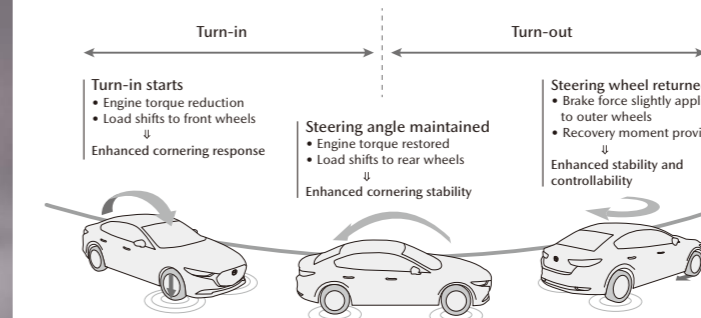 Turn-in
Turn-out
Turn-in starts
• Engine torque reduction
• Load shifts to front wheels
⇓
Enhanced cornering response
Steering angle maintained
• Engine torque restored
• Load shifts to rear wheels
⇓
Enhanced cornering stability
Steering wheel returne
• Brake force slightly appli
to outer wheels
• Recovery moment provi
⇓
Enhanced stability and
controllability